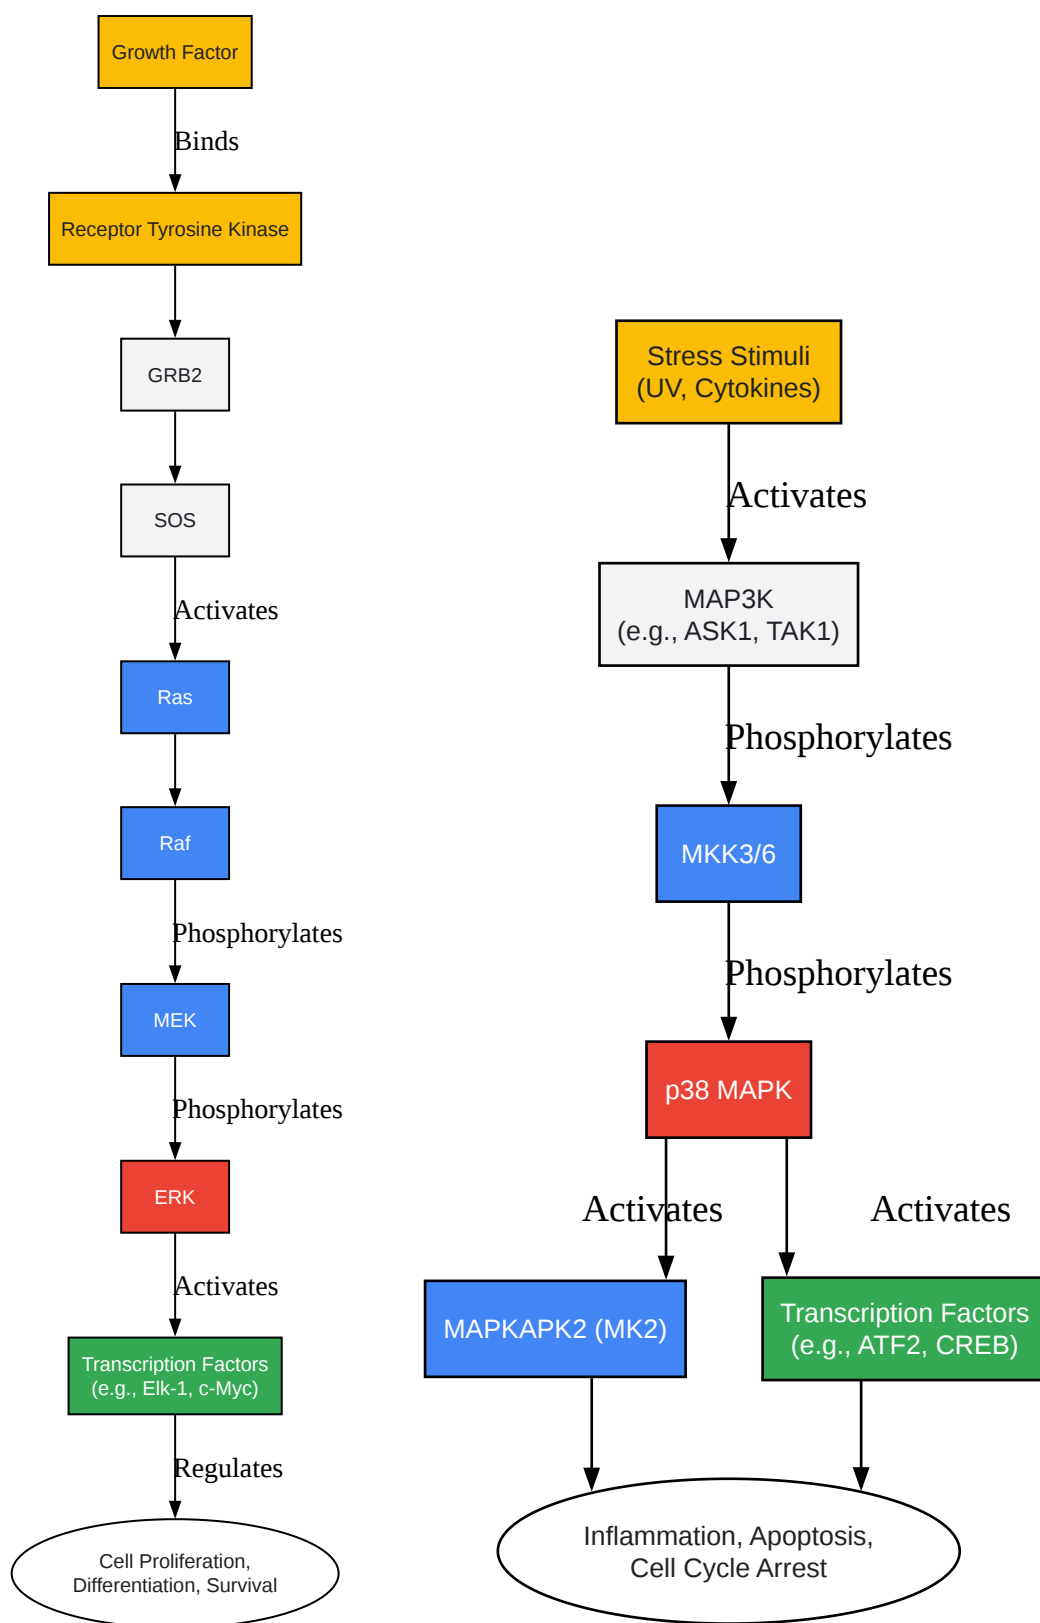 Growth Factor
Binds
Receptor Tyrosine Kinase
GRB2
SOS
Activates
Ras
Raf
Phosphorylates
MEK
Phosphorylates
ERK
Activates
Transcription Factors
(e.g., Elk-1, c-Myc)
Regulates
Cell Proliferation,
Differentiation, Survival
Stress Stimuli
(UV, Cytokines)
Activates
MAP3K
(e.g., ASK1, TAK1)
Phosphorylates
MKK3/6
Phosphorylates
p38 MAPK
Activates
Activates
MAPKAPK2 (MK2)
Transcription Factors
(e.g., ATF2, CREB)
Inflammation, Apoptosis,
Cell Cycle Arrest